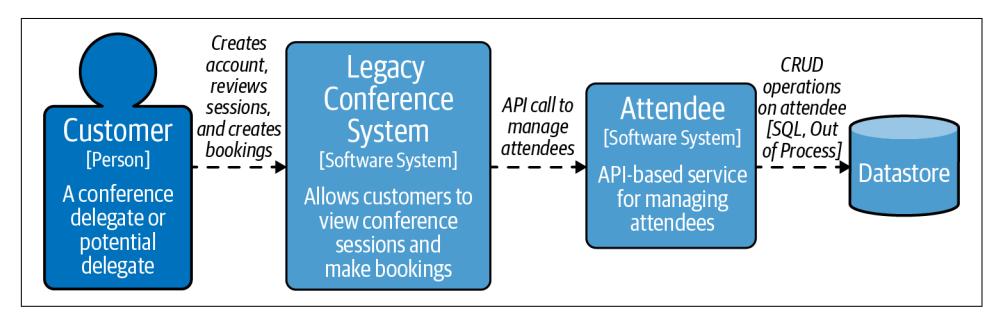 Customer
[Person]
A conference
delegate or
potential
delegate
Creates
account,
reviews
sessions,
and creates
bookings
Legacy
Conference
System
[Software System]
Allows customers to
view conference
sessions and
make bookings
API call to
manage
attendees
Attendee
[Software System]
API-based service
for managing
attendees
CRUD
operations
on attendee
[SQL, Out
of Process]
Datastore